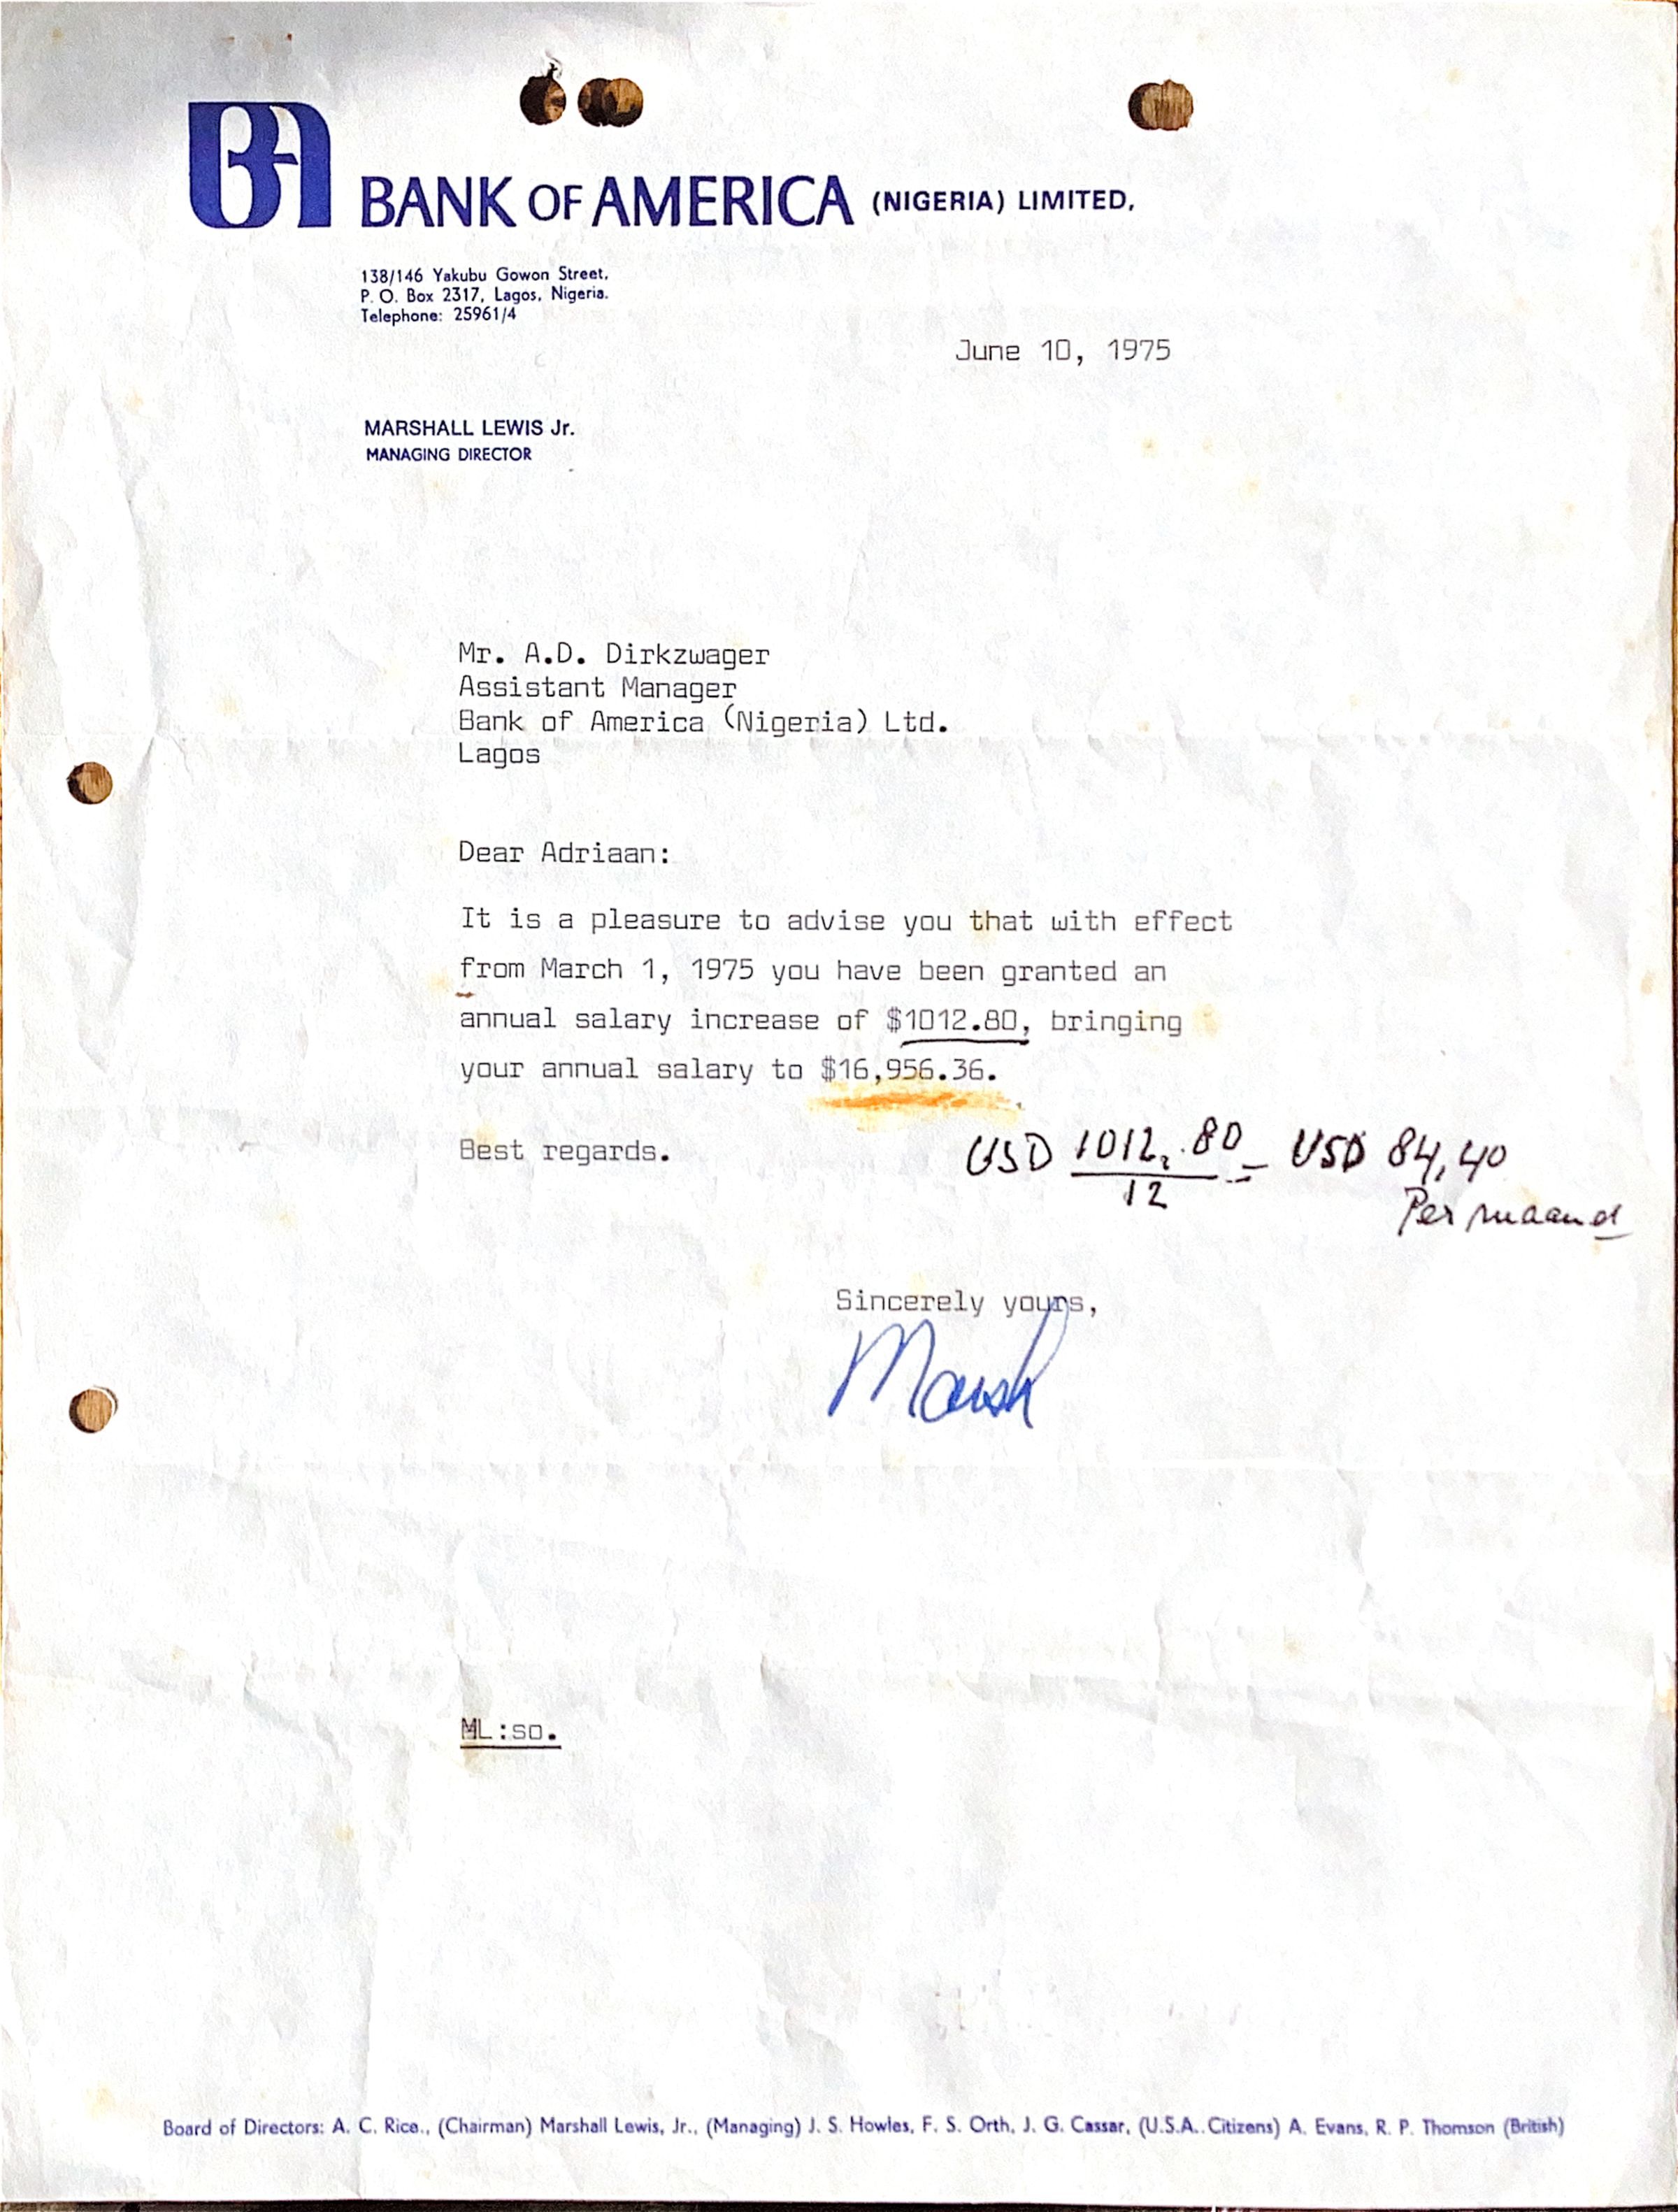 BA BANK OF AMERICA (NIGERIA) LIMITED,
138/146 Yakubu Gowon Street,
P. O. Box 2317, Lagos, Nigeria.
Telephone: 25961/4
June 10, 1975
MARSHALL LEWIS Jr.
MANAGING DIRECTOR
Mr. A.D. Dirkzwager
Assistant Manager
Bank of America (Nigeria) Ltd.
Lagos
Dear Adriaan:
It is a pleasure to advise you that with effect
from March 1, 1975 you have been granted an
annual salary increase of $1012.80, bringing
your annual salary to $16,956.36.
Best regards.
USD 1012,.80 = USD 84,40
12
Per maand
Sincerely yours,
Marsh
ML:so.
Board of Directors: A. C. Rice., (Chairman) Marshall Lewis, Jr., (Managing) J. S. Howles, F. S. Orth, J. G. Cassar, (U.S.A.. Citizens) A. Evans, R. P. Thomson (British)